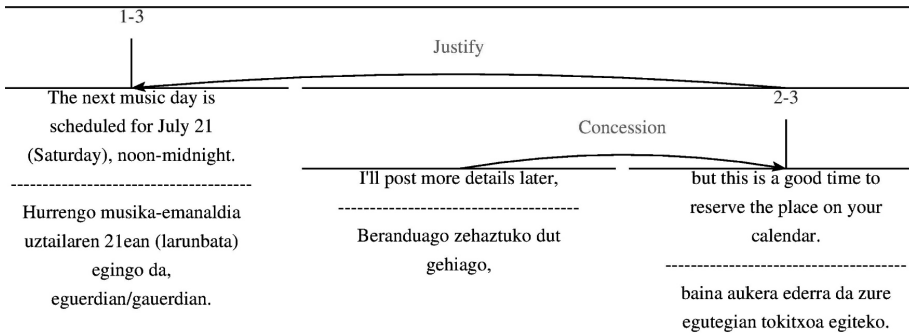 1-3
Justify
The next music day is
scheduled for July 21
(Saturday), noon-midnight.
Hurrengo musika-emanaldia
uztailaren 21ean (larunbata)
egingo da,
eguerdian/gauerdian.
2-3
Concession
I'll post more details later,
Beranduago zehaztuko dut
gehiago,
but this is a good time to
reserve the place on your
calendar.
baina aukera ederra da zure
egutegian tokitxoa egiteko.